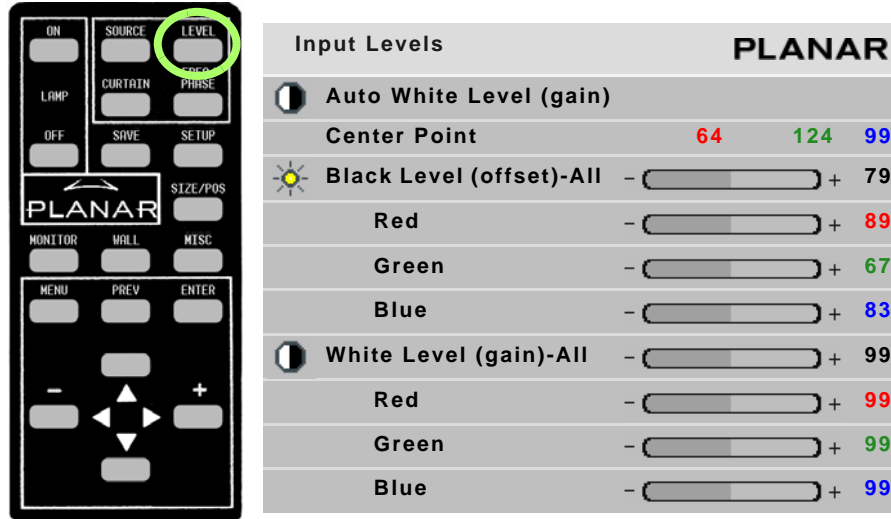 ON SOURCE LEVEL
FREQ/
LAMP CURTAIN PHASE
OFF SAVE SETUP
SIZE/POS
PLANAR
MONITOR WALL MISC
MENU PREV ENTER
- +
Input Levels PLANAR
Auto White Level (gain)
Center Point 64 124 99
Black Level (offset)-All - + 79
Red - + 89
Green - + 67
Blue - + 83
White Level (gain)-All - + 99
Red - + 99
Green - + 99
Blue - + 99